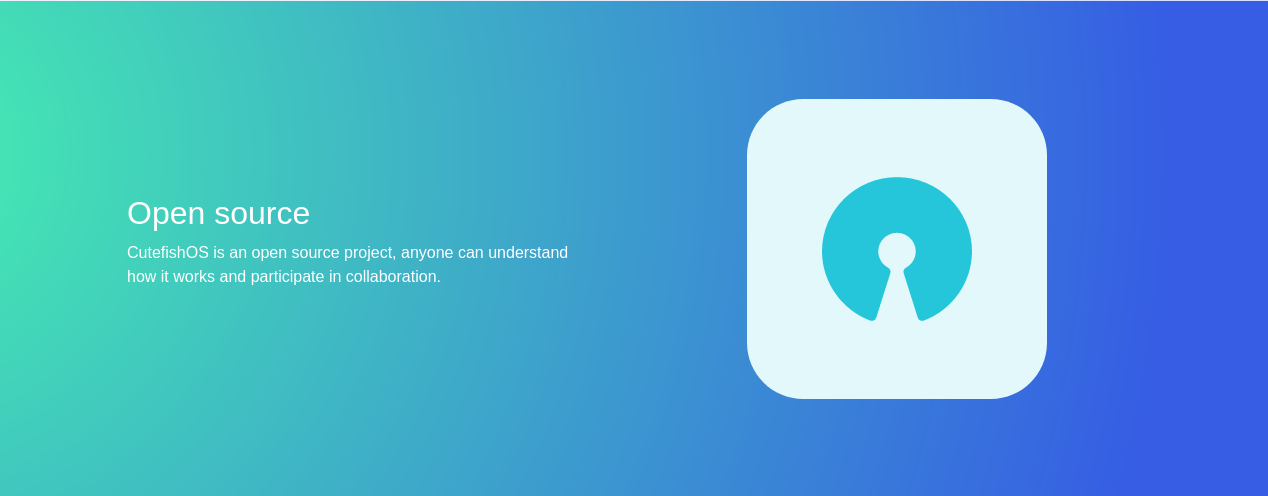 Open source
CutefishOS is an open source project, anyone can understand
how it works and participate in collaboration.